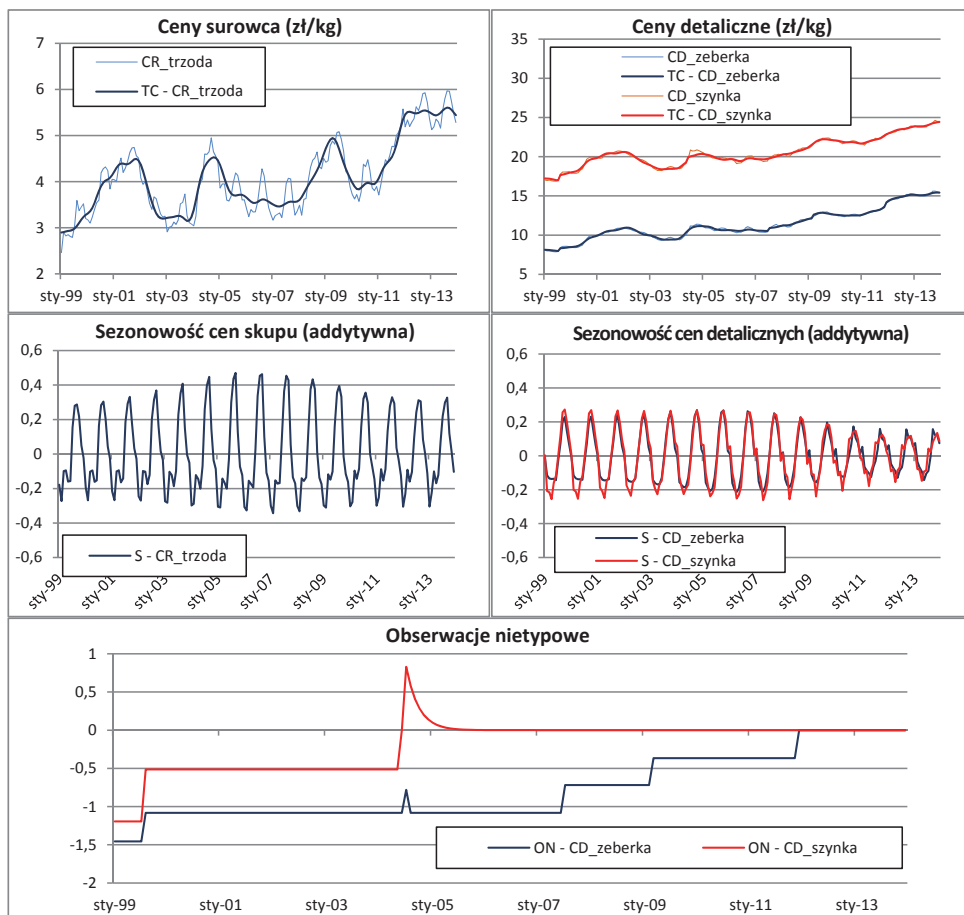 Ceny surowca (zł/kg)
7
6
5
4
3
2
CR_trzoda
TC - CR_trzoda
sty-99
sty-01
sty-03
sty-05
sty-07
sty-09
sty-11
sty-13
Ceny detaliczne (zł/kg)
35
30
25
20
15
10
5
CD_zeberka
TC - CD_zeberka
CD_szynka
TC - CD_szynka
sty-99
sty-01
sty-03
sty-05
sty-07
sty-09
sty-11
sty-13
Sezonowość cen skupu (addytywna)
0,6
0,4
0,2
0
-0,2
-0,4
-0,6
S - CR_trzoda
sty-99
sty-01
sty-03
sty-05
sty-07
sty-09
sty-11
sty-13
Sezonowość cen detalicznych (addytywna)
0,6
0,4
0,2
0
-0,2
-0,4
-0,6
S - CD_zeberka
S - CD_szynka
sty-99
sty-01
sty-03
sty-05
sty-07
sty-09
sty-11
sty-13
Obserwacje nietypowe
1
0,5
0
-0,5
-1
-1,5
-2
ON - CD_zeberka
ON - CD_szynka
sty-99
sty-01
sty-03
sty-05
sty-07
sty-09
sty-11
sty-13